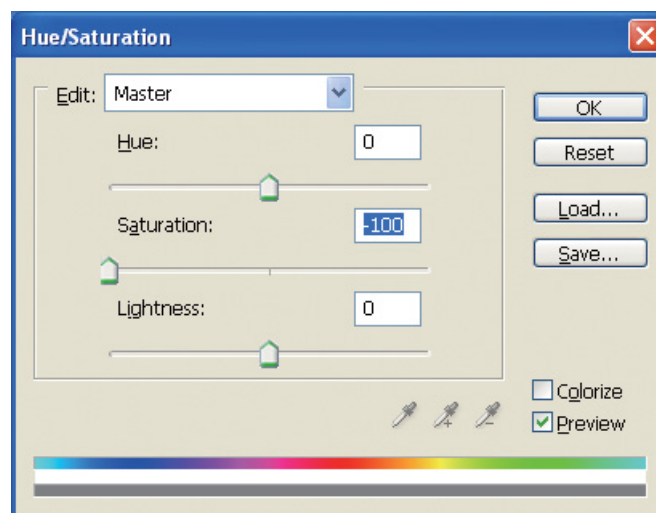 Hue/Saturation
Edit: Master
OK
Hue: 0
Reset
Saturation: -100
Load...
Save...
Lightness: 0
Colorize
Preview